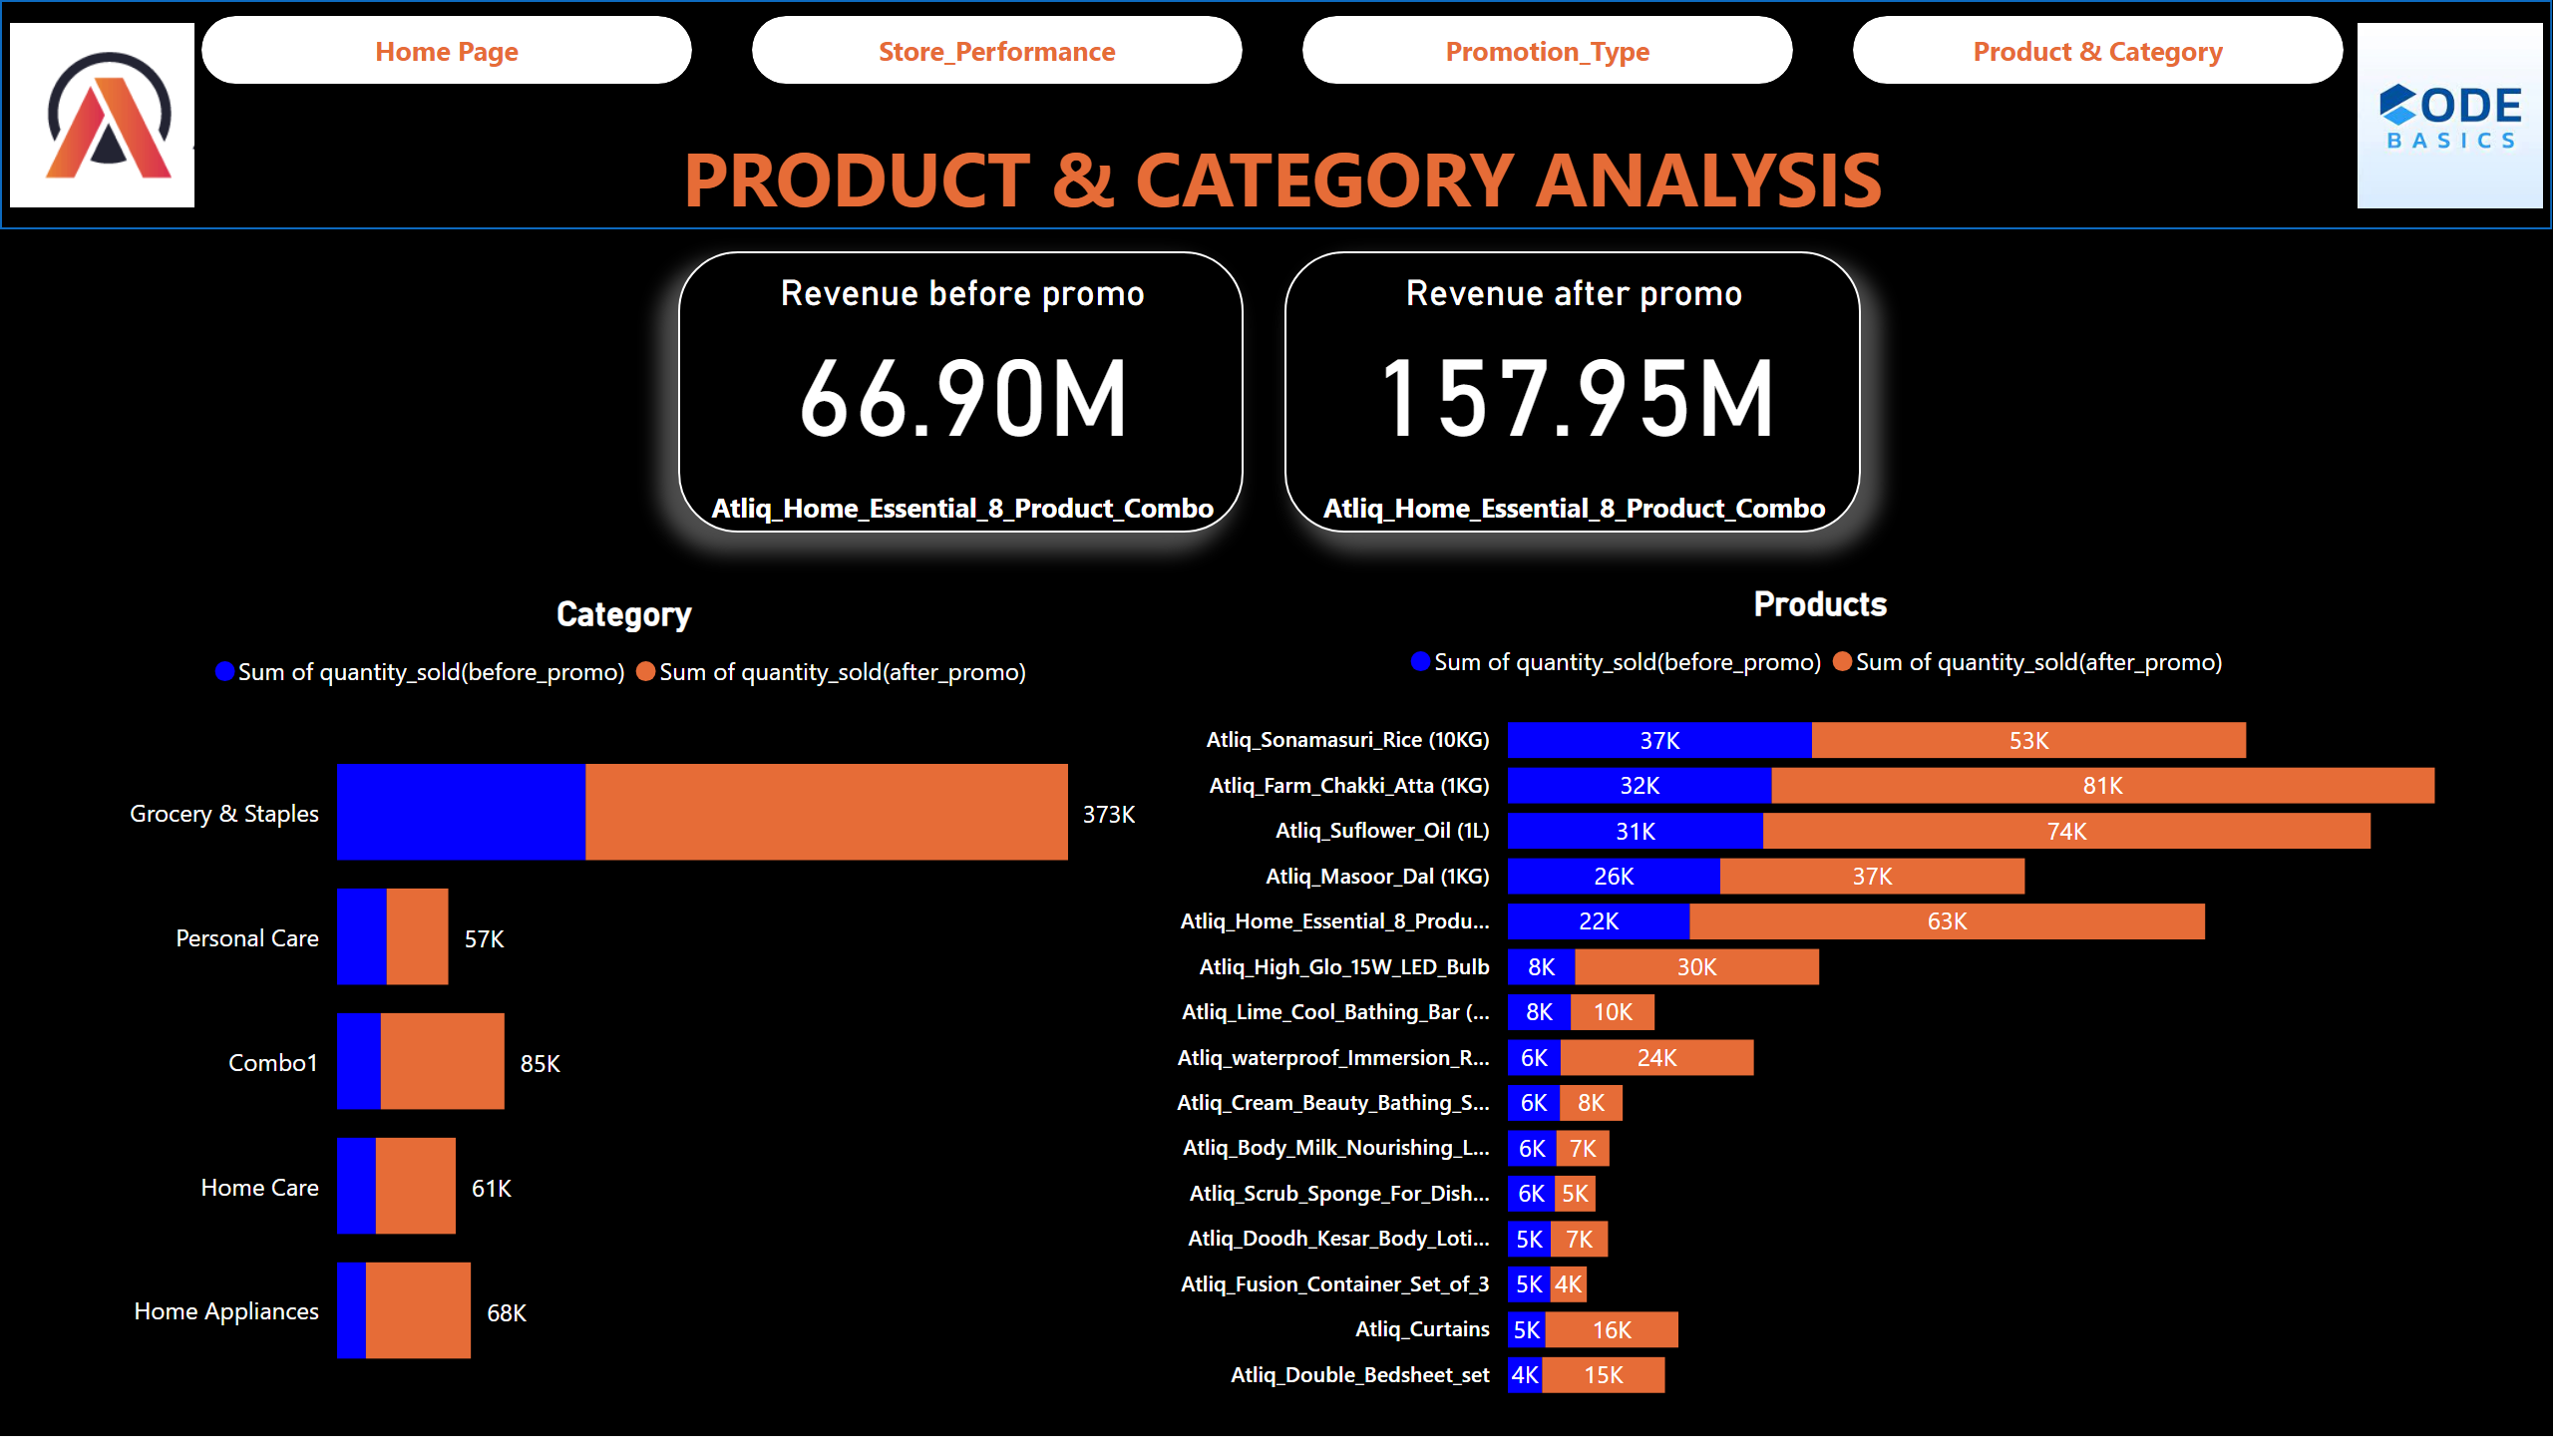 Home Page
Store_Performance
Promotion_Type
Product & Category
ODE
BASICS
PRODUCT & CATEGORY ANALYSIS
Revenue before promo
66.90M
Atliq_Home_Essential_8_Product_Combo
Revenue after promo
157.95M
Atliq_Home_Essential_8_Product_Combo
Category
Sum of quantity_sold(before_promo) Sum of quantity_sold(after_promo)
Grocery & Staples 373K
Personal Care 57K
Combo1 85K
Home Care 61K
Home Appliances 68K
Products
Sum of quantity_sold(before_promo) Sum of quantity_sold(after_promo)
Atliq_Sonamasuri_Rice (10KG) 37K 53K
Atliq_Farm_Chakki_Atta (1KG) 32K 81K
Atliq_Suflower_Oil (1L) 31K 74K
Atliq_Masoor_Dal (1KG) 26K 37K
Atliq_Home_Essential_8_Produ... 22K 63K
Atliq_High_Glo_15W_LED_Bulb 8K 30K
Atliq_Lime_Cool_Bathing_Bar (... 8K 10K
Atliq_waterproof_Immersion_R... 6K 24K
Atliq_Cream_Beauty_Bathing_S... 6K 8K
Atliq_Body_Milk_Nourishing_L... 6K 7K
Atliq_Scrub_Sponge_For_Dish... 6K 5K
Atliq_Doodh_Kesar_Body_Loti... 5K 7K
Atliq_Fusion_Container_Set_of_3 5K 4K
Atliq_Curtains 5K 16K
Atliq_Double_Bedsheet_set 4K 15K